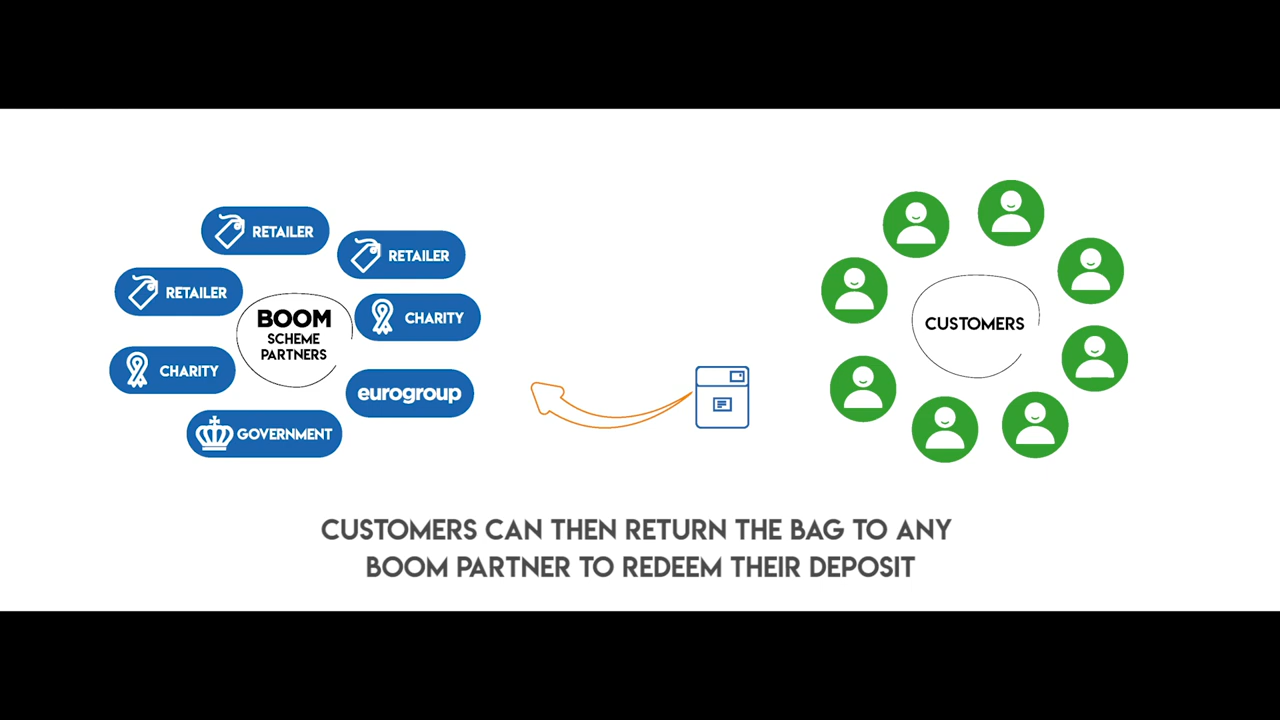 RETAILER
RETAILER
RETAILER
CHARITY
BOOM
SCHEME
PARTNERS
CHARITY
eurogroup
GOVERNMENT
CUSTOMERS
CUSTOMERS CAN THEN RETURN THE BAG TO ANY
BOOM PARTNER TO REDEEM THEIR DEPOSIT